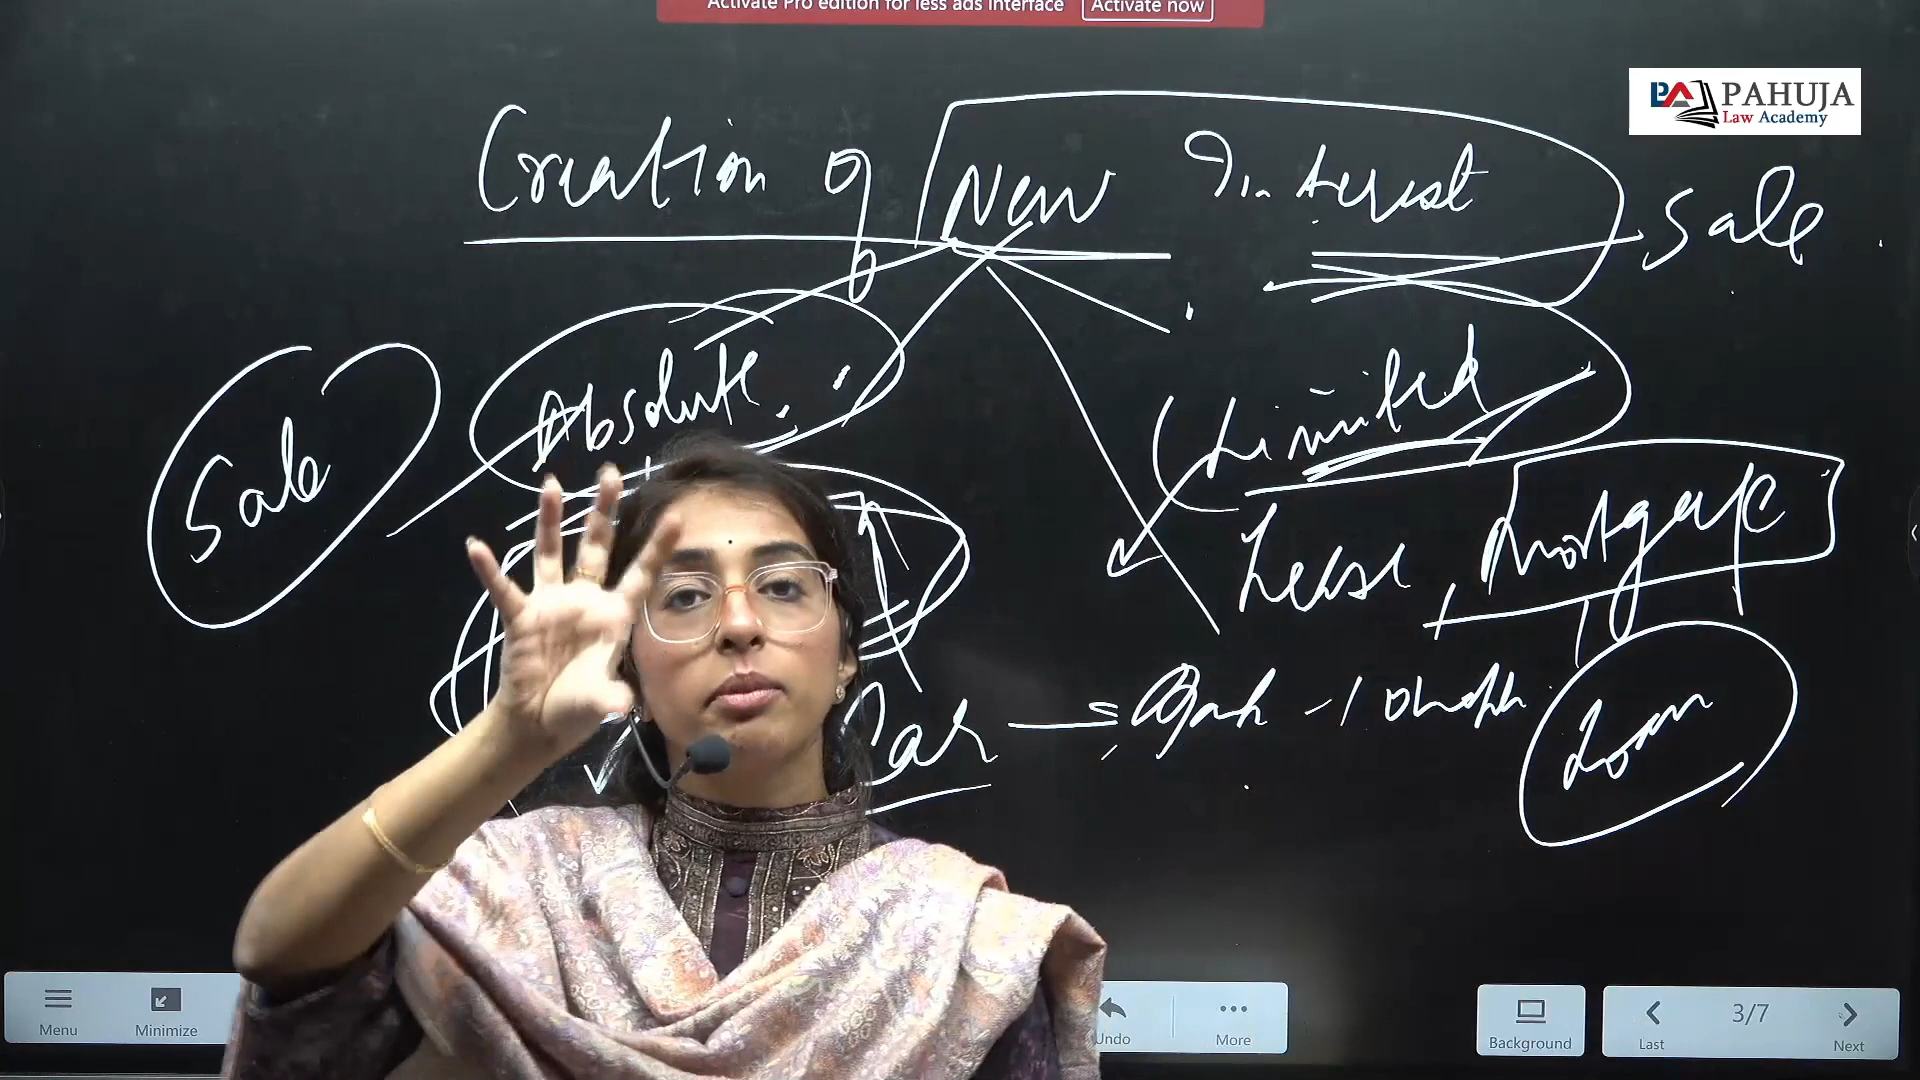 Activate Pro edition for less ads interface Activate now
PAHUJA
Law Academy
Creation of New Interest
Sale
Absolute
Limited
Sale
Lease, Mortgage
Car
Loan
Menu
Minimize
Undo
More
Background
Last
3/7
Next